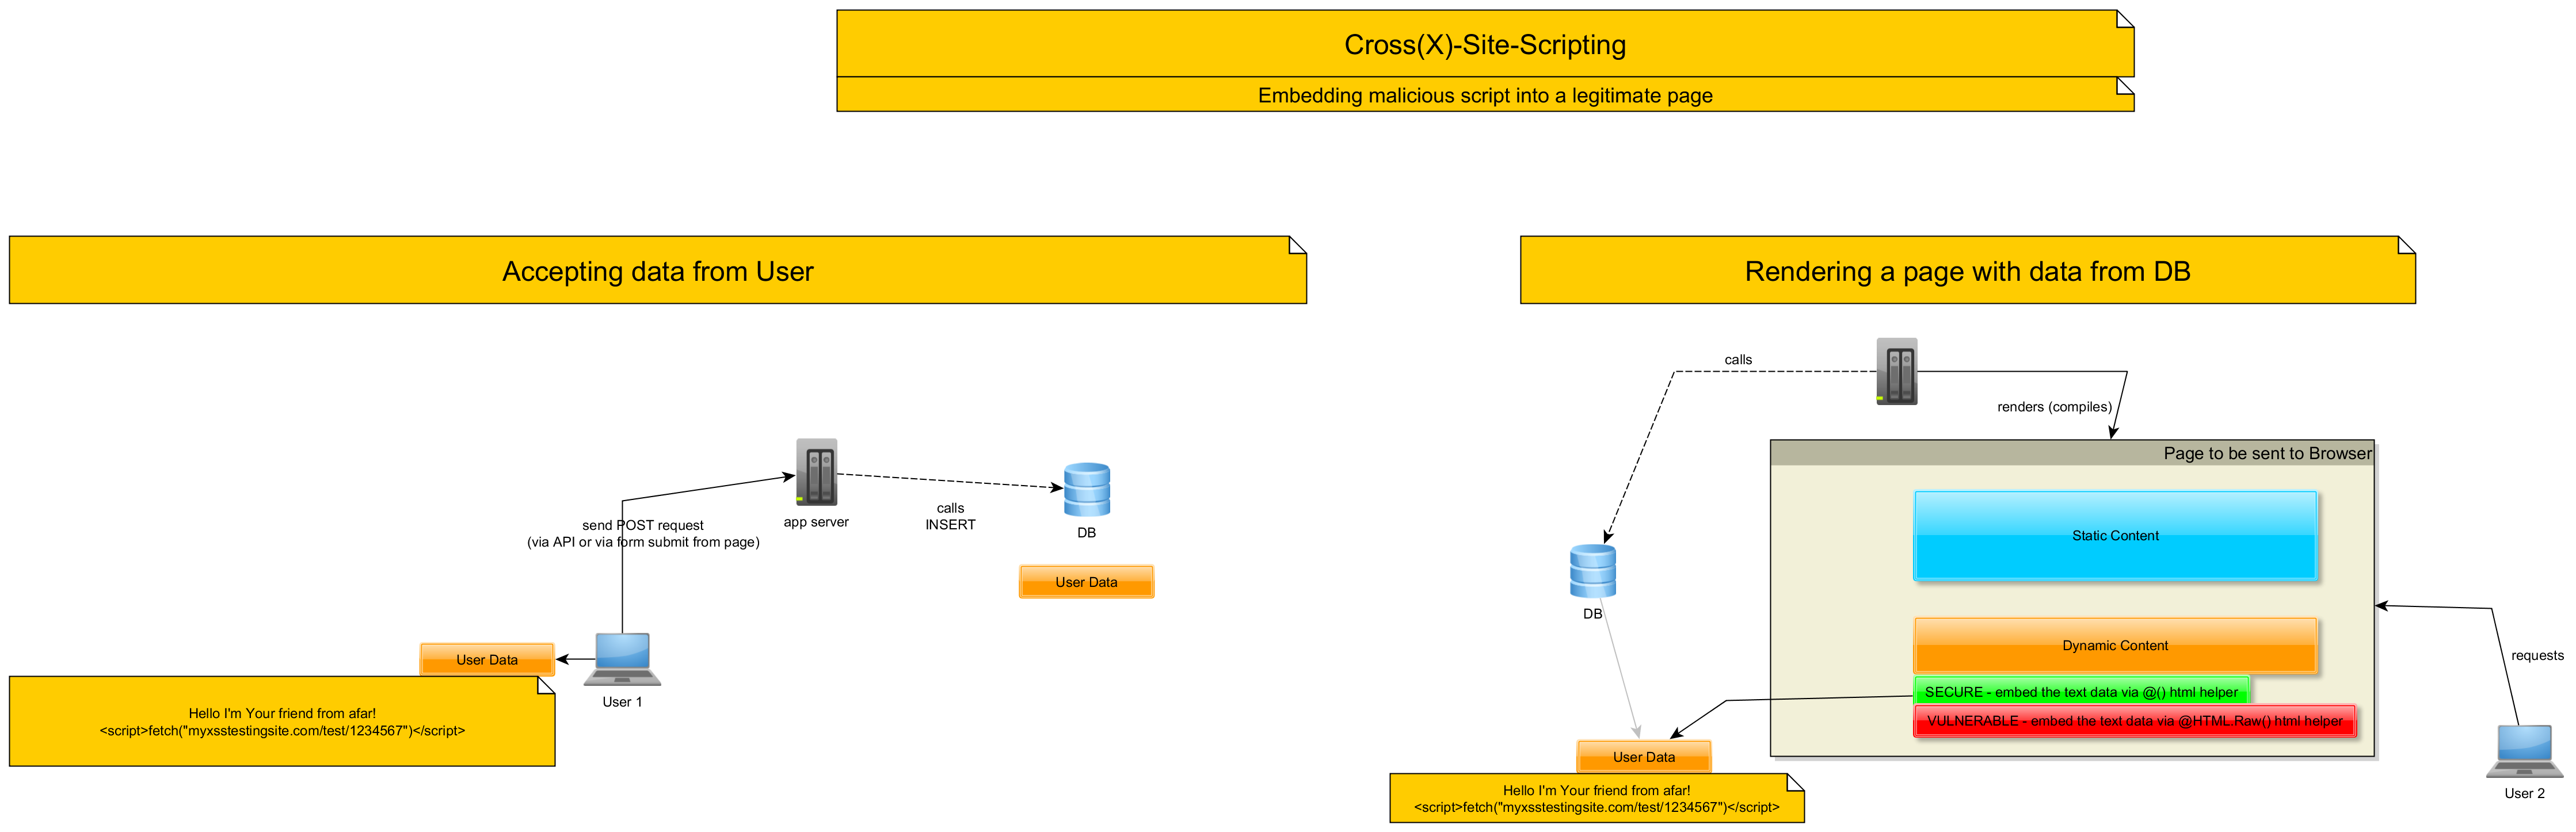 Cross(X)-Site-Scripting
Embedding malicious script into a legitimate page
Accepting data from User
send POST request
(via API or via form submit from page)
app server
calls
INSERT
DB
User Data
User Data
User 1
Hello I'm Your friend from afar!
<script>fetch("myxsstestingsite.com/test/1234567")</script>
Rendering a page with data from DB
calls
renders (compiles)
Page to be sent to Browser
Static Content
DB
Dynamic Content
SECURE - embed the text data via @() html helper
VULNERABLE - embed the text data via @HTML.Raw() html helper
requests
User 2
User Data
Hello I'm Your friend from afar!
<script>fetch("myxsstestingsite.com/test/1234567")</script>